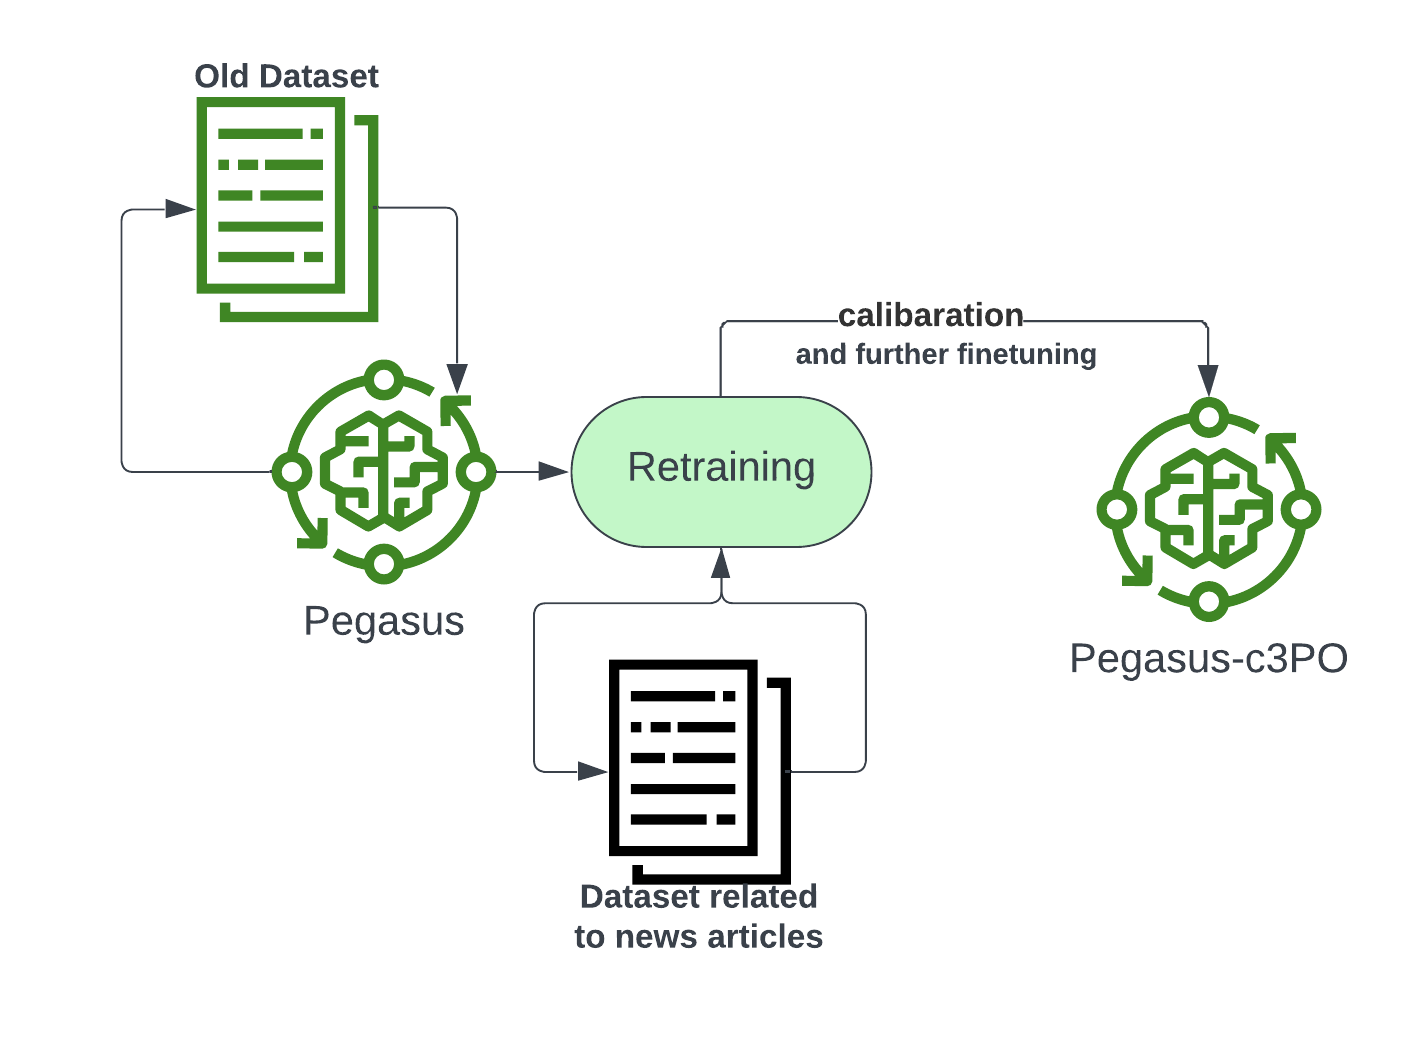 Old Dataset
calibaration
and further finetuning
Retraining
Pegasus
Pegasus-c3PO
Dataset related
to news articles